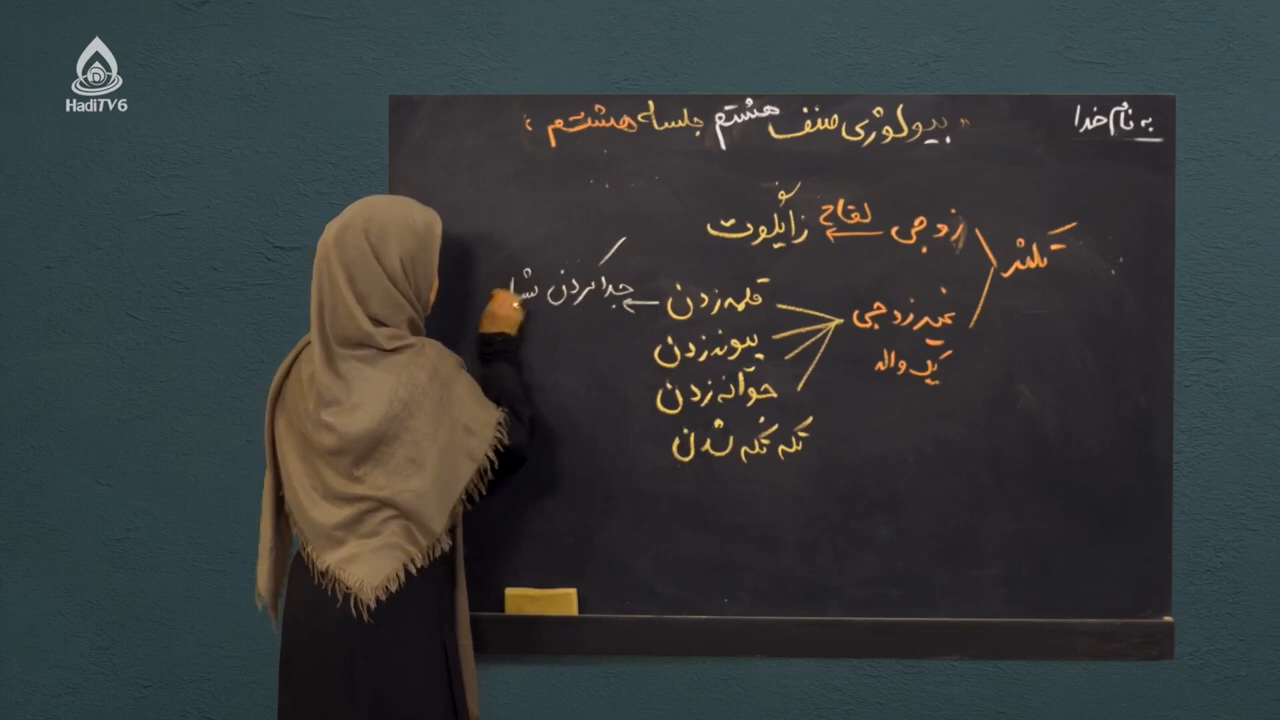 HadiTV6
به نام خدا
"بیولوژی صنف هشتم جلسه هشتم:
تکثر
زوجی لقاح زایگوت
غیر زوجی
یک واله
قلمه زدن جدا کردن شا
پیوند زدن
جوانه زدن
تکه تکه شدن